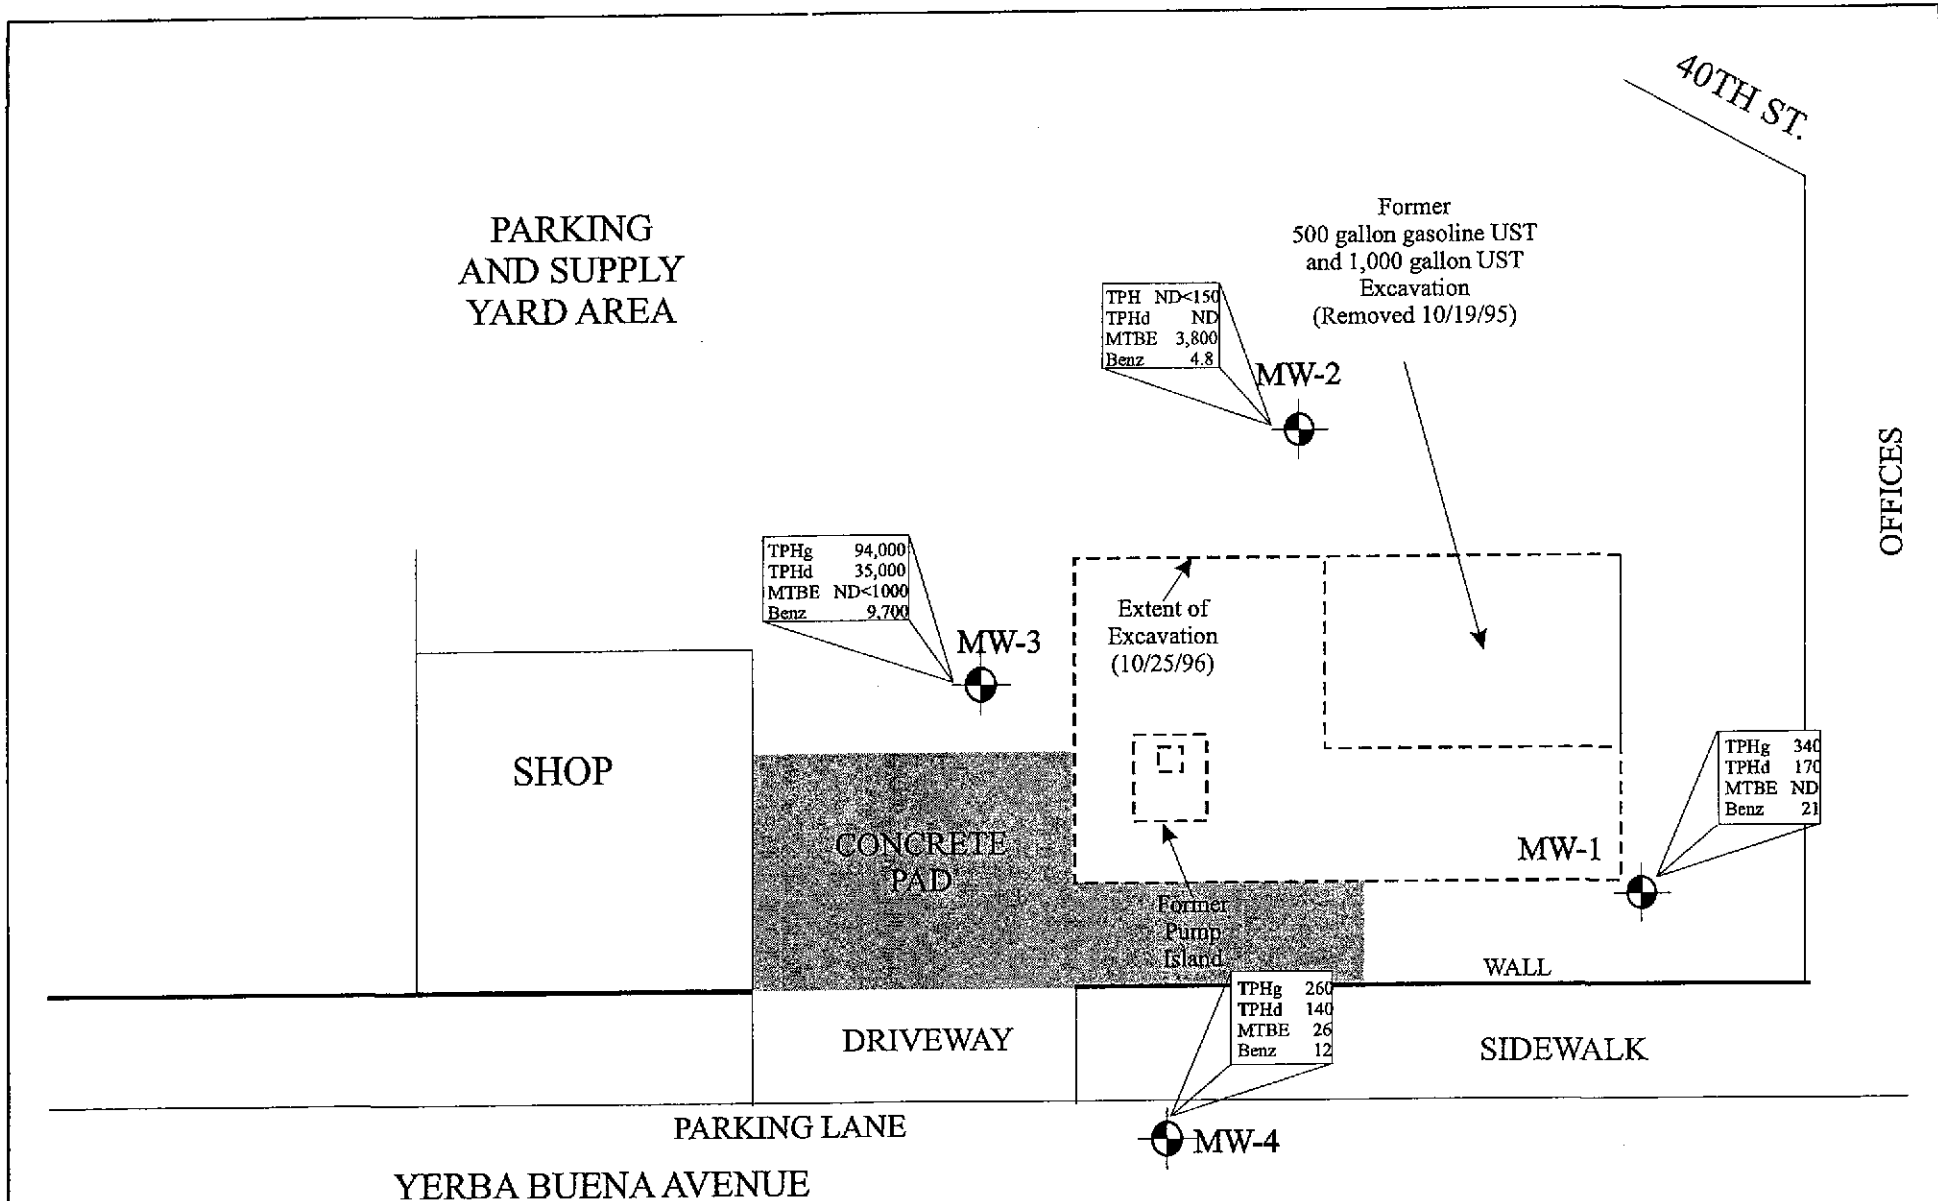 40TH ST.
PARKING
AND SUPPLY
YARD AREA
Former
500 gallon gasoline UST
and 1,000 gallon UST
Excavation
(Removed 10/19/95)
TPH ND<150
TPHd ND
MTBE 3,800
Benz 4.8
MW-2
OFFICES
TPHg 94,000
TPHd 35,000
MTBE ND<1000
Benz 9,700
MW-3
Extent of
Excavation
(10/25/96)
SHOP
TPHg 340
TPHd 170
MTBE ND
Benz 21
MW-1
CONCRETE
PAD
Former
Pump
Island
WALL
TPHg 260
TPHd 140
MTBE 26
Benz 12
DRIVEWAY
SIDEWALK
PARKING LANE
MW-4
YERBA BUENA AVENUE